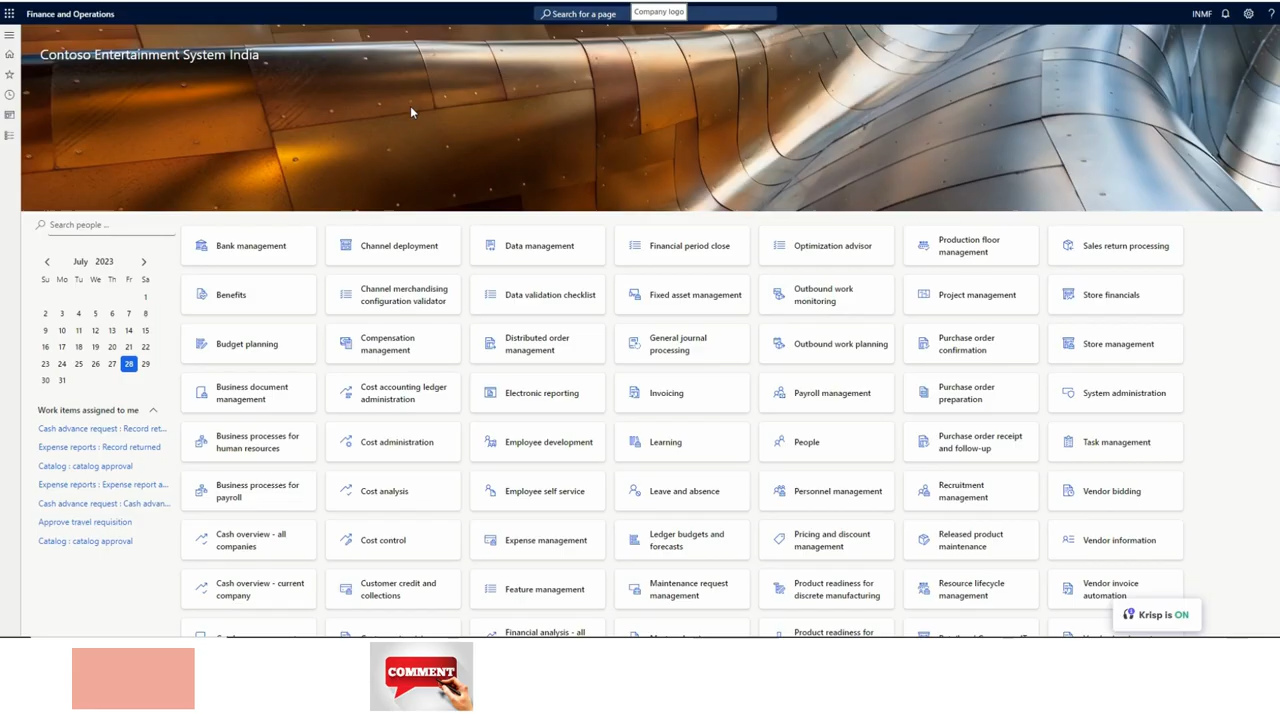 Finance and Operations
Search for a page
Company logo
INMF
Contoso Entertainment System India
Search people ...
July 2023
Su Mo Tu We Th Fr Sa
1
2 3 4 5 6 7 8
9 10 11 12 13 14 15
16 17 18 19 20 21 22
23 24 25 26 27 28 29
30 31
Work items assigned to me
Cash advance request : Record ret...
Expense reports : Record returned
Catalog : catalog approval
Expense reports : Expense report a...
Cash advance request : Cash advan...
Approve travel requisition
Catalog : catalog approval
Bank management
Benefits
Budget planning
Business document
management
Business processes for
human resources
Business processes for
payroll
Cash overview - all
companies
Cash overview - current
company
Channel deployment
Channel merchandising
configuration validator
Compensation
management
Cost accounting ledger
administration
Cost administration
Cost analysis
Cost control
Customer credit and
collections
Data management
Data validation checklist
Distributed order
management
Electronic reporting
Employee development
Employee self service
Expense management
Feature management
Financial analysis - all
Financial period close
Fixed asset management
General journal
processing
Invoicing
Learning
Leave and absence
Ledger budgets and
forecasts
Maintenance request
management
Optimization advisor
Outbound work
monitoring
Outbound work planning
Payroll management
People
Personnel management
Pricing and discount
management
Product readiness for
discrete manufacturing
Product readiness for
Production floor
management
Project management
Purchase order
confirmation
Purchase order
preparation
Purchase order receipt
and follow-up
Recruitment
management
Released product
maintenance
Resource lifecycle
management
Sales return processing
Store financials
Store management
System administration
Task management
Vendor bidding
Vendor information
Vendor invoice
automation
Krisp is ON
COMMENT